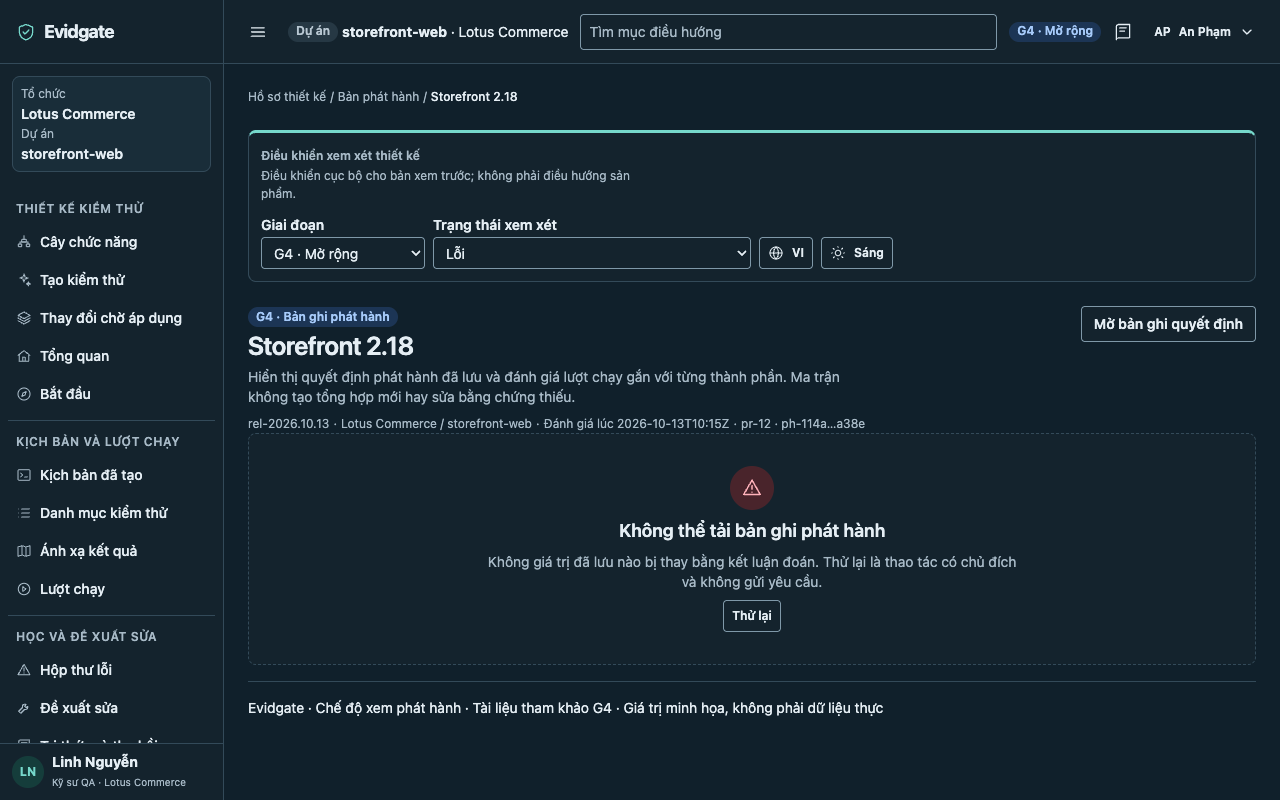 Evidgate
Dự án storefront-web · Lotus Commerce
Tìm mục điều hướng
G4 · Mở rộng
AP An Phạm
Tổ chức
Lotus Commerce
Dự án
storefront-web
THIẾT KẾ KIỂM THỬ
Cây chức năng
Tạo kiểm thử
Thay đổi chờ áp dụng
Tổng quan
Bắt đầu
KỊCH BẢN VÀ LƯỢT CHẠY
Kịch bản đã tạo
Danh mục kiểm thử
Ánh xạ kết quả
Lượt chạy
HỌC VÀ ĐỀ XUẤT SỬA
Hộp thư lỗi
Đề xuất sửa
LN
Linh Nguyễn
Kỹ sư QA · Lotus Commerce
Hồ sơ thiết kế / Bản phát hành / Storefront 2.18
Điều khiển xem xét thiết kế
Điều khiển cục bộ cho bản xem trước; không phải điều hướng sản
phẩm.
Giai đoạn
Trạng thái xem xét
G4 · Mở rộng
Lỗi
VI
Sáng
G4 · Bản ghi phát hành
Storefront 2.18
Mở bản ghi quyết định
Hiển thị quyết định phát hành đã lưu và đánh giá lượt chạy gắn với từng thành phần. Ma trận
không tạo tổng hợp mới hay sửa bằng chứng thiếu.
rel-2026.10.13 · Lotus Commerce / storefront-web · Đánh giá lúc 2026-10-13T10:15Z · pr-12 · ph-114a…a38e
Không thể tải bản ghi phát hành
Không giá trị đã lưu nào bị thay bằng kết luận đoán. Thử lại là thao tác có chủ đích
và không gửi yêu cầu.
Thử lại
Evidgate · Chế độ xem phát hành · Tài liệu tham khảo G4 · Giá trị minh họa, không phải dữ liệu thực